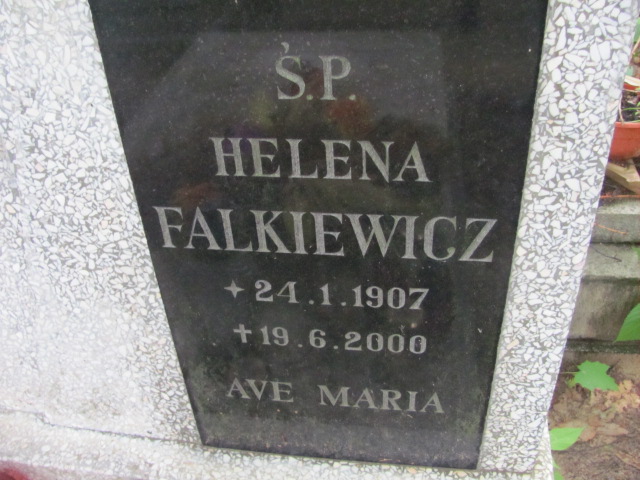 Ś.P.
HELENA
FALKIEWICZ
✦ 24.1.1907
✝ 19.6.2000
AVE MARIA